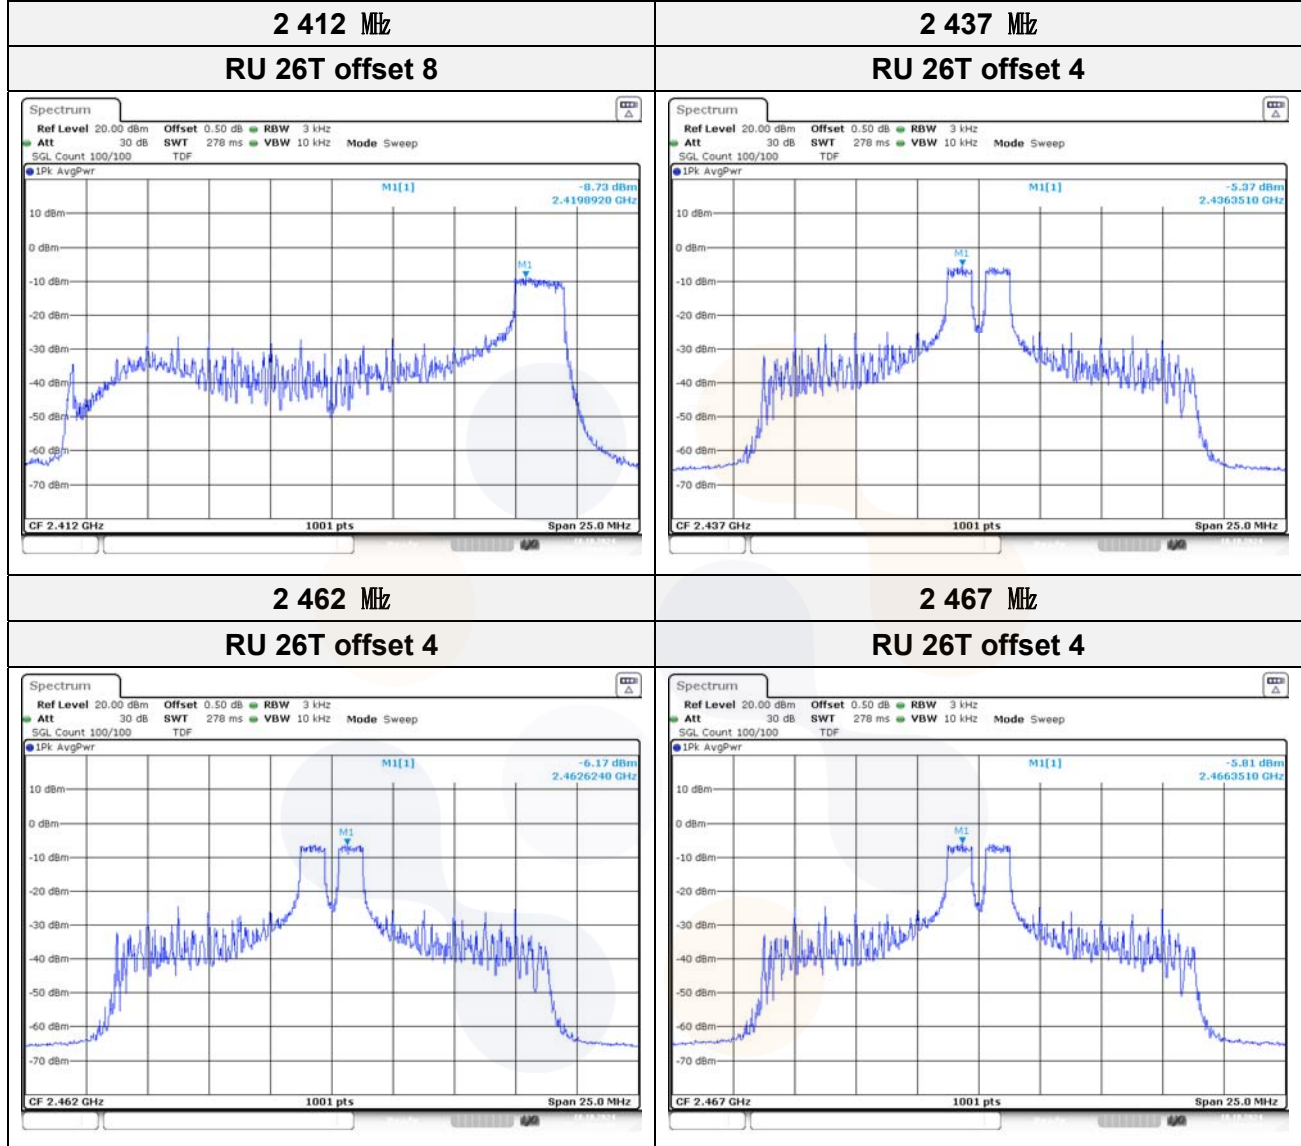 2 412 ㎒
RU 26T offset 8
Spectrum
Ref Level 20.00 dBm Offset 0.50 dB RBW 3 kHz
Att 30 dB SWT 278 ms VBW 10 kHz Mode Sweep
SGL Count 100/100 TDF
1Pk AvgPwr
M1[1] -8.73 dBm
2.4198920 GHz
10 dBm
0 dBm
M1
-10 dBm
-20 dBm
-30 dBm
-40 dBm
-50 dBm
-60 dBm
-70 dBm
CF 2.412 GHz 1001 pts Span 25.0 MHz
2 437 ㎒
RU 26T offset 4
Spectrum
Ref Level 20.00 dBm Offset 0.50 dB RBW 3 kHz
Att 30 dB SWT 278 ms VBW 10 kHz Mode Sweep
SGL Count 100/100 TDF
1Pk AvgPwr
M1[1] -5.37 dBm
2.4363510 GHz
10 dBm
0 dBm
M1
-10 dBm
-20 dBm
-30 dBm
-40 dBm
-50 dBm
-60 dBm
-70 dBm
CF 2.437 GHz 1001 pts Span 25.0 MHz
2 462 ㎒
RU 26T offset 4
Spectrum
Ref Level 20.00 dBm Offset 0.50 dB RBW 3 kHz
Att 30 dB SWT 278 ms VBW 10 kHz Mode Sweep
SGL Count 100/100 TDF
1Pk AvgPwr
M1[1] -6.17 dBm
2.4626240 GHz
10 dBm
0 dBm
M1
-10 dBm
-20 dBm
-30 dBm
-40 dBm
-50 dBm
-60 dBm
-70 dBm
CF 2.462 GHz 1001 pts Span 25.0 MHz
2 467 ㎒
RU 26T offset 4
Spectrum
Ref Level 20.00 dBm Offset 0.50 dB RBW 3 kHz
Att 30 dB SWT 278 ms VBW 10 kHz Mode Sweep
SGL Count 100/100 TDF
1Pk AvgPwr
M1[1] -5.81 dBm
2.4663510 GHz
10 dBm
0 dBm
M1
-10 dBm
-20 dBm
-30 dBm
-40 dBm
-50 dBm
-60 dBm
-70 dBm
CF 2.467 GHz 1001 pts Span 25.0 MHz